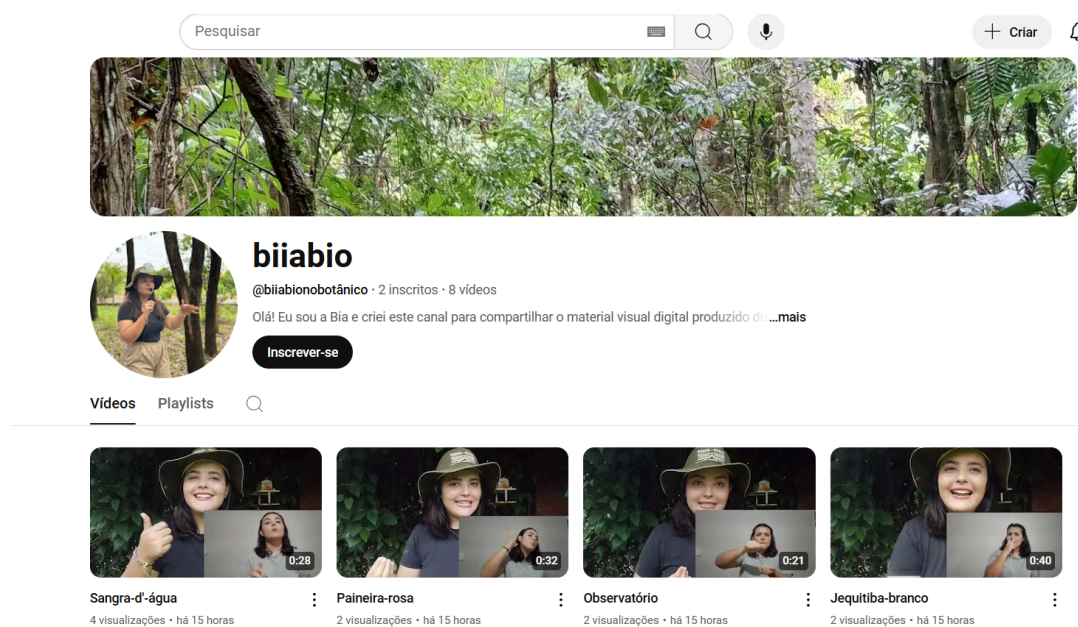 Pesquisar
Criar
biiabio
@biiabionobotânico · 2 inscritos · 8 vídeos
Olá! Eu sou a Bia e criei este canal para compartilhar o material visual digital produzido du ...mais
Inscrever-se
Vídeos Playlists
0:28 0:32 0:21 0:40
Sangra-d'-água Paineira-rosa Observatório Jequitiba-branco
4 visualizações • há 15 horas 2 visualizações • há 15 horas 2 visualizações • há 15 horas 2 visualizações • há 15 horas